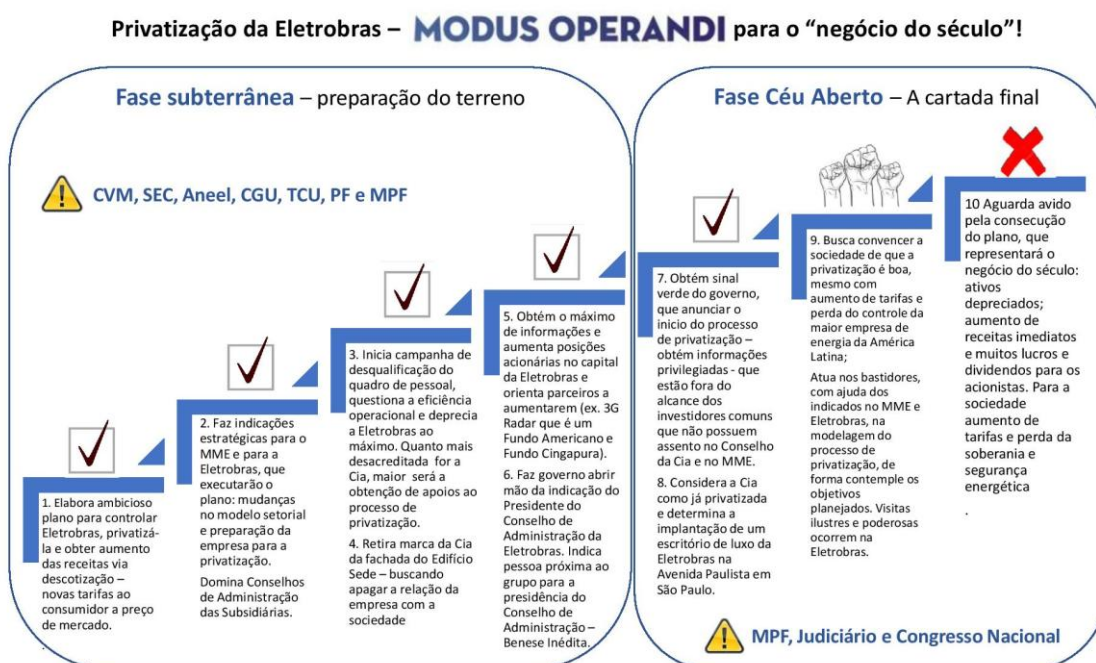 Privatização da Eletrobras – MODUS OPERANDI para o “negócio do século”!
Fase subterrânea – preparação do terreno
CVM, SEC, Aneel, CGU, TCU, PF e MPF
1. Elabora ambicioso
plano para controlar
Eletrobras, privatizá-
la e obter aumento
das receitas via
descotização –
novas tarifas ao
consumidor a preço
de mercado.
2. Faz indicações
estratégicas para o
MME e para a
Eletrobras, que
executarão o
plano: mudanças
no modelo setorial
e preparação da
empresa para a
privatização.
Domina Conselhos
de Administração
das Subsidiárias.
3. Inicia campanha de
desqualificação do
quadro de pessoal,
questiona a eficiência
operacional e deprecia
a Eletrobras ao
máximo. Quanto mais
desacreditada for a
Cia, maior será a
obtenção de apoios ao
processo de
privatização.
4. Retira marca da Cia
da fachada do Edifício
Sede – buscando
apagar a relação da
empresa com a
sociedade
5. Obtém o máximo
de informações e
aumenta posições
acionárias no capital
da Eletrobras e
orienta parceiros a
aumentarem (ex. 3G
Radar que é um
Fundo Americano e
Fundo Cingapura).
6. Faz governo abrir
mão da indicação do
Presidente do
Conselho de
Administração da
Eletrobras. Indica
pessoa próxima ao
grupo para a
presidência do
Conselho de
Administração –
Benese Inédita.
Fase Céu Aberto – A cartada final
7. Obtém sinal
verde do governo,
que anunciar o
inicio do processo
de privatização –
obtém informações
privilegiadas - que
estão fora do
alcance dos
investidores comuns
que não possuem
assento no Conselho
da Cia e no MME.
8. Considera a Cia
como já privatizada
e determina a
implantação de um
escritório de luxo da
Eletrobras na
Avenida Paulista em
São Paulo.
9. Busca convencer a
sociedade de que a
privatização é boa,
mesmo com
aumento de tarifas e
perda do controle da
maior empresa de
energia da América
Latina;
Atua nos bastidores,
com ajuda dos
indicados no MME e
Eletrobras, na
modelagem do
processo de
privatização, de
forma contemple os
objetivos
planejados. Visitas
ilustres e poderosas
ocorrem na
Eletrobras.
10 Aguarda avido
pela consecução
do plano, que
representará o
negócio do século:
ativos
depreciados;
aumento de
receitas imediatos
e muitos lucros e
dividendos para os
acionistas. Para a
sociedade
aumento de
tarifas e perda da
soberania e
segurança
energética
.
MPF, Judiciário e Congresso Nacional